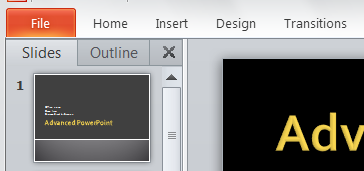 File Home Insert Design Transitions
Slides Outline
1
Advanced PowerPoint
Adv